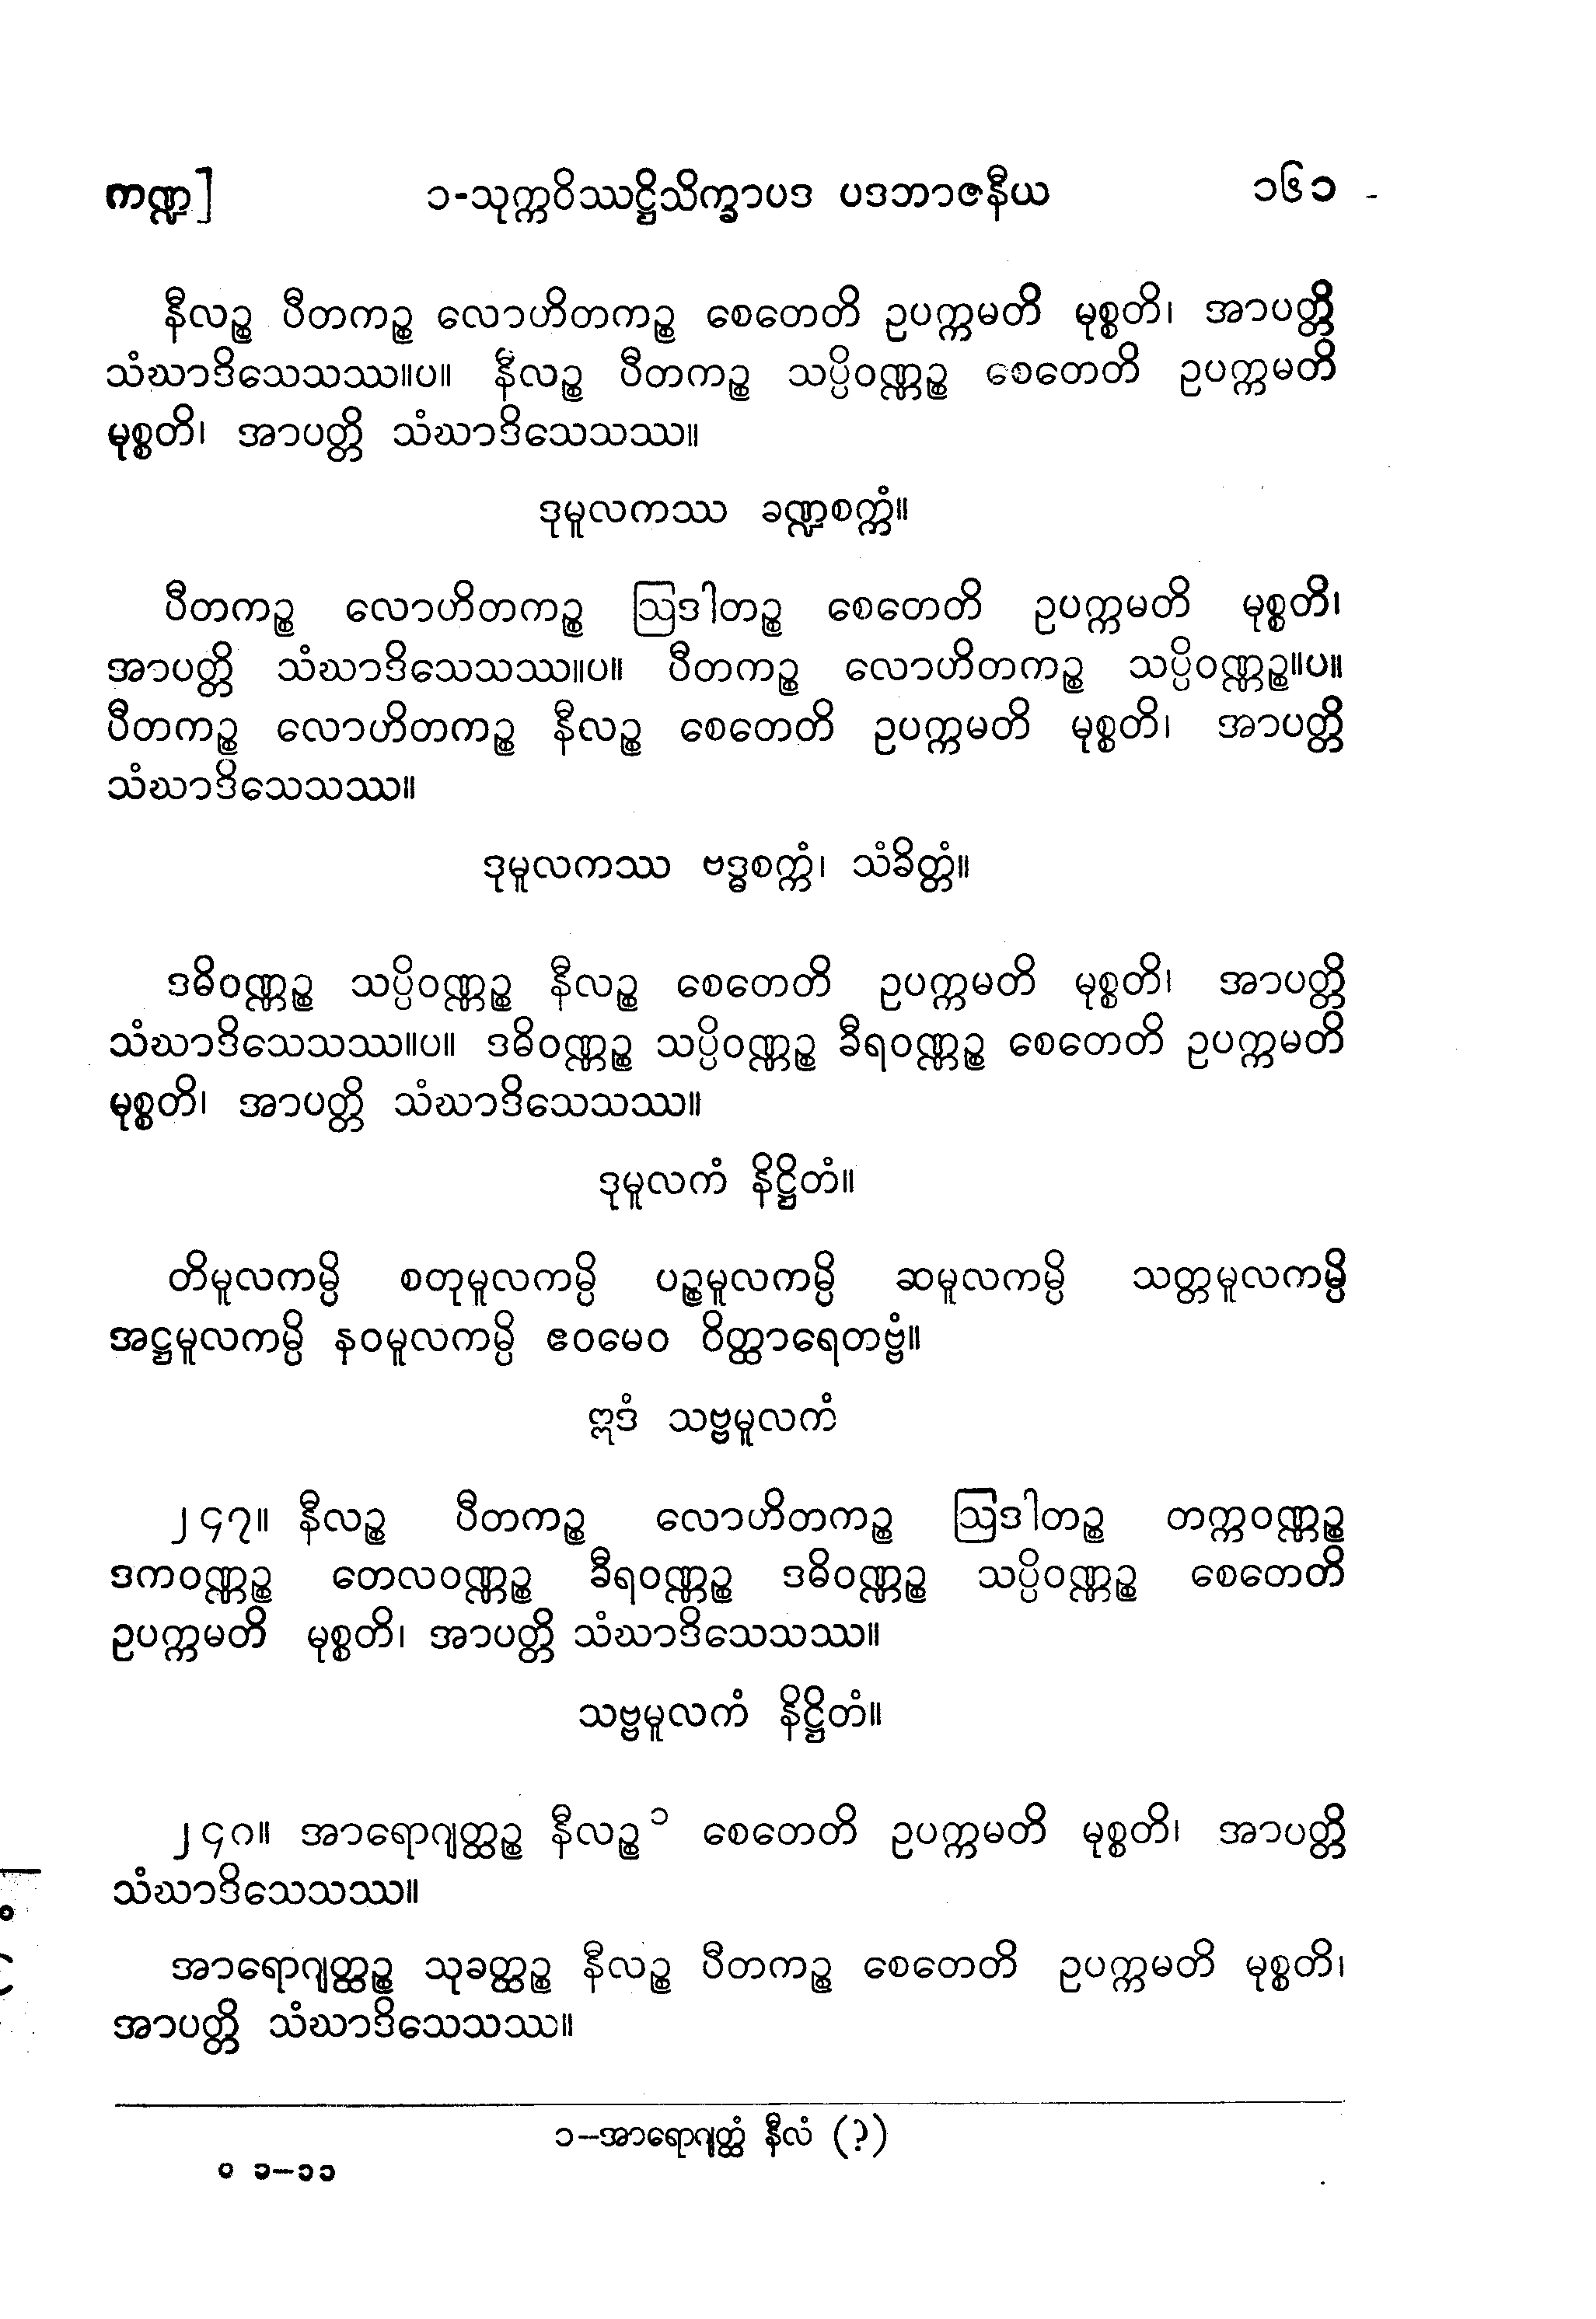 ကဏ္ဍ] ၁-သုက္ကဝိဿဋ္ဌိသိက္ခာပဒ ပဒဘာဇနီယ ၁၆၁
နီလဉ္စ ပီတကဉ္စ လောဟိတကဉ္စ စေတေတိ ဥပက္ကမတိ မုစ္စတိ၊ အာပတ္တိ
သံဃာဒိသေသဿ။ပ။ နီလဉ္စ ပီတကဉ္စ သပ္ပိဝဏ္ဏဉ္စ စေတေတိ ဥပက္ကမတိ
မုစ္စတိ၊ အာပတ္တိ သံဃာဒိသေသဿ။
ဒုမူလကဿ ခဏ္ဍစက္ကံ။
ပီတကဉ္စ လောဟိတကဉ္စ ဩဒါတဉ္စ စေတေတိ ဥပက္ကမတိ မုစ္စတိ၊
အာပတ္တိ သံဃာဒိသေသဿ။ပ။ ပီတကဉ္စ လောဟိတကဉ္စ သပ္ပိဝဏ္ဏဉ္စ။ပ။
ပီတကဉ္စ လောဟိတကဉ္စ နီလဉ္စ စေတေတိ ဥပက္ကမတိ မုစ္စတိ၊ အာပတ္တိ
သံဃာဒိသေသဿ။
ဒုမူလကဿ ဗဒ္ဓစက္ကံ၊ သံခိတ္တံ။
ဒဓိဝဏ္ဏဉ္စ သပ္ပိဝဏ္ဏဉ္စ နီလဉ္စ စေတေတိ ဥပက္ကမတိ မုစ္စတိ၊ အာပတ္တိ
သံဃာဒိသေသဿ။ပ။ ဒဓိဝဏ္ဏဉ္စ သပ္ပိဝဏ္ဏဉ္စ ခီရဝဏ္ဏဉ္စ စေတေတိ ဥပက္ကမတိ
မုစ္စတိ၊ အာပတ္တိ သံဃာဒိသေသဿ။
ဒုမူလကံ နိဋ္ဌိတံ။
တိမူလကမ္ပိ စတုမူလကမ္ပိ ပဉ္စမူလကမ္ပိ ဆမူလကမ္ပိ သတ္တမူလကမ္ပိ
အဋ္ဌမူလကမ္ပိ နဝမူလကမ္ပိ ဧဝမေဝ ဝိတ္ထာရေတဗ္ဗံ။
ဣဒံ သဗ္ဗမူလကံ
၂၄၇။ နီလဉ္စ ပီတကဉ္စ လောဟိတကဉ္စ ဩဒါတဉ္စ တက္ကဝဏ္ဏဉ္စ
ဒကဝဏ္ဏဉ္စ တေလဝဏ္ဏဉ္စ ခီရဝဏ္ဏဉ္စ ဒဓိဝဏ္ဏဉ္စ သပ္ပိဝဏ္ဏဉ္စ စေတေတိ
ဥပက္ကမတိ မုစ္စတိ၊ အာပတ္တိ သံဃာဒိသေသဿ။
သဗ္ဗမူလကံ နိဋ္ဌိတံ။
၂၄၈။ အာရောဂျတ္ထဉ္စ နီလဉ္စ ၁ စေတေတိ ဥပက္ကမတိ မုစ္စတိ၊ အာပတ္တိ
သံဃာဒိသေသဿ။
အာရောဂျတ္ထဉ္စ သုခတ္ထဉ္စ နီလဉ္စ ပီတကဉ္စ စေတေတိ ဥပက္ကမတိ မုစ္စတိ၊
အာပတ္တိ သံဃာဒိသေသဿ။
၁--အာရောဂျတ္ထံ နီလံ (?)
ဝ ၁--၁၁